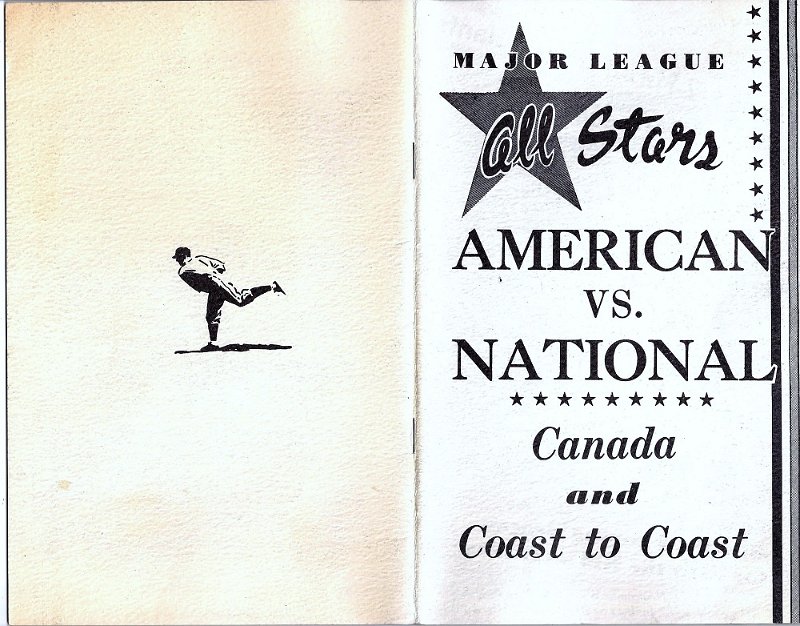 MAJOR LEAGUE
All Stars
AMERICAN
VS.
NATIONAL
Canada
and
Coast to Coast